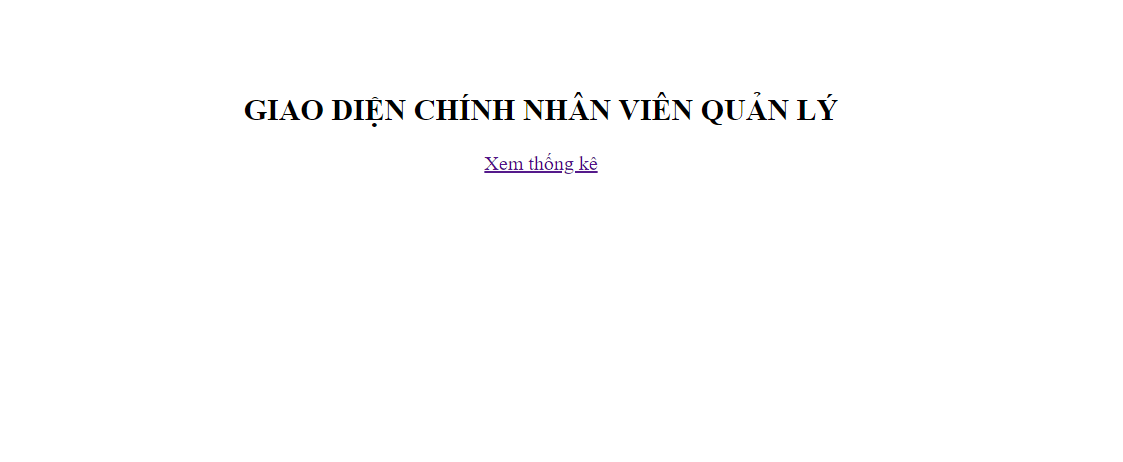 GIAO DIỆN CHÍNH NHÂN VIÊN QUẢN LÝ
Xem thống kê